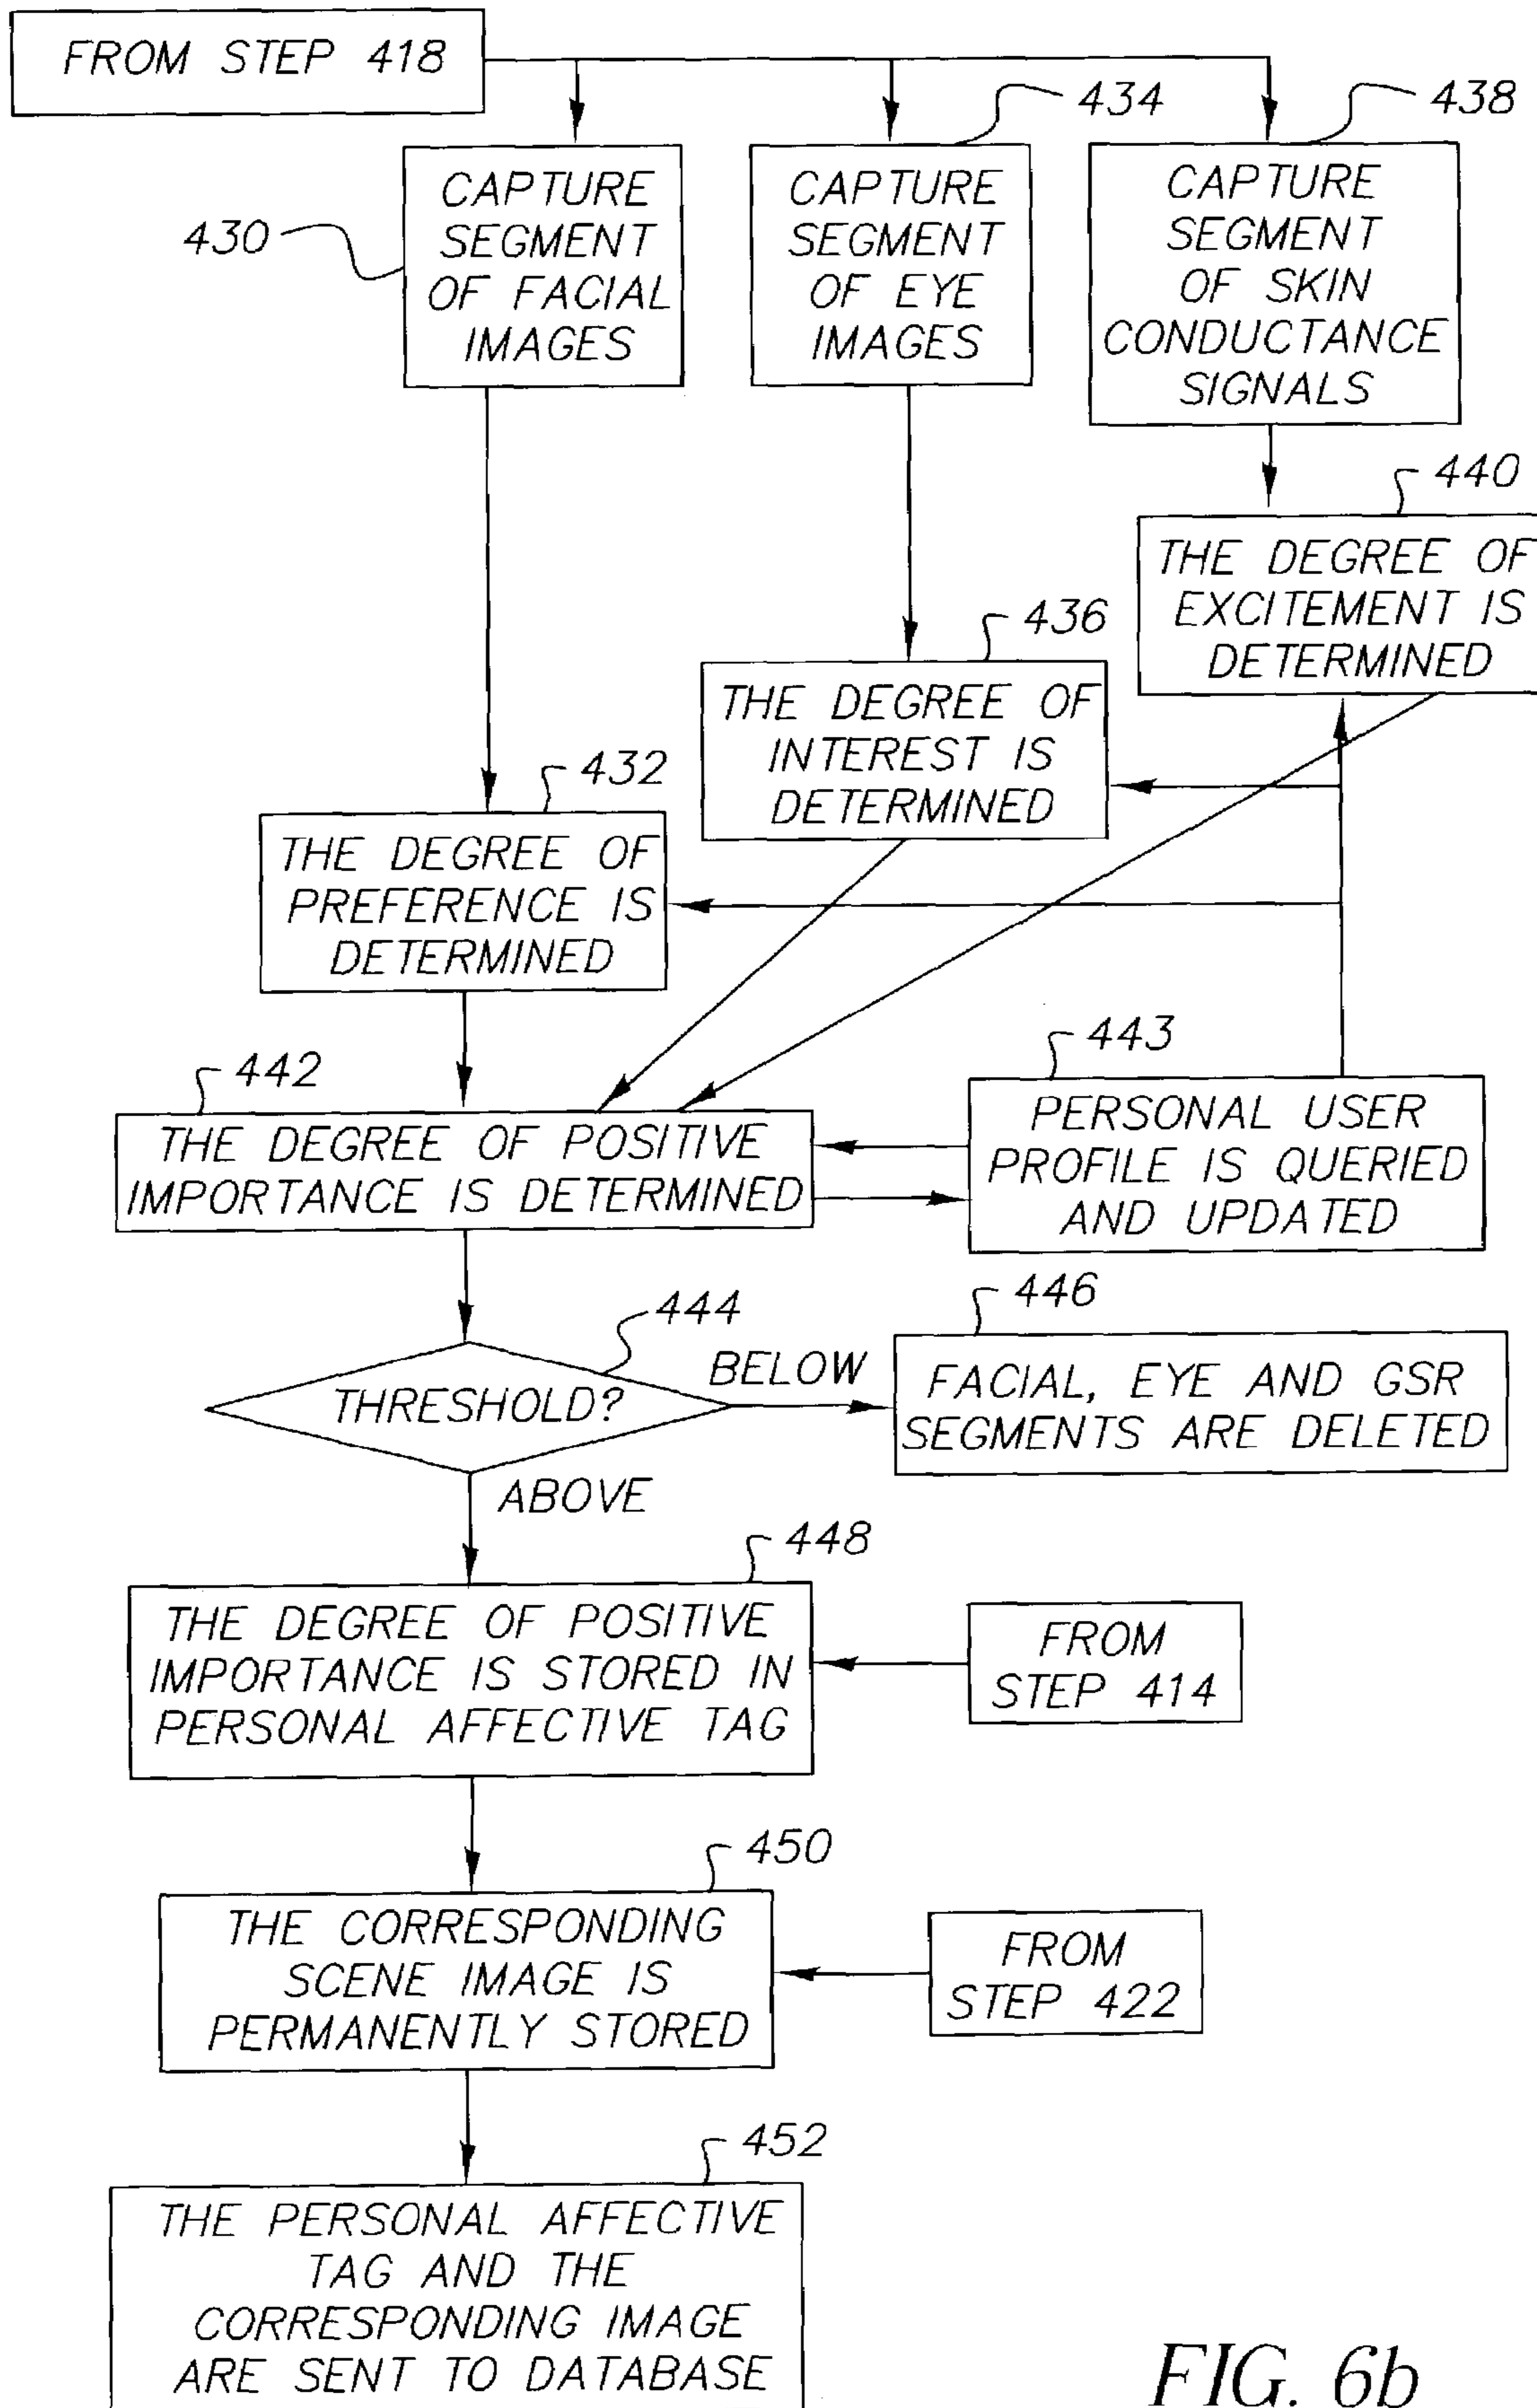 FROM STEP 418
434
438
430
CAPTURE
SEGMENT
OF FACIAL
IMAGES
CAPTURE
SEGMENT
OF EYE
IMAGES
CAPTURE
SEGMENT
OF SKIN
CONDUCTANCE
SIGNALS
440
THE DEGREE OF
EXCITEMENT IS
DETERMINED
436
THE DEGREE OF
INTEREST IS
DETERMINED
432
THE DEGREE OF
PREFERENCE IS
DETERMINED
442
THE DEGREE OF POSITIVE
IMPORTANCE IS DETERMINED
443
PERSONAL USER
PROFILE IS QUERIED
AND UPDATED
444
THRESHOLD?
BELOW
446
FACIAL, EYE AND GSR
SEGMENTS ARE DELETED
ABOVE
448
THE DEGREE OF POSITIVE
IMPORTANCE IS STORED IN
PERSONAL AFFECTIVE TAG
FROM
STEP 414
450
THE CORRESPONDING
SCENE IMAGE IS
PERMANENTLY STORED
FROM
STEP 422
452
THE PERSONAL AFFECTIVE
TAG AND THE
CORRESPONDING IMAGE
ARE SENT TO DATABASE
FIG. 6b